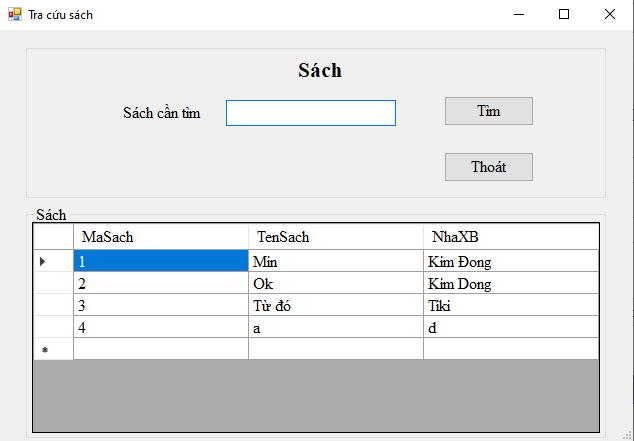 Tra cứu sách
Sách
Sách cần tìm
Tìm
Thoát
Sách
MaSach TenSach NhaXB
1 Min Kim Đong
2 Ok Kim Dong
3 Từ đó Tiki
4 a d